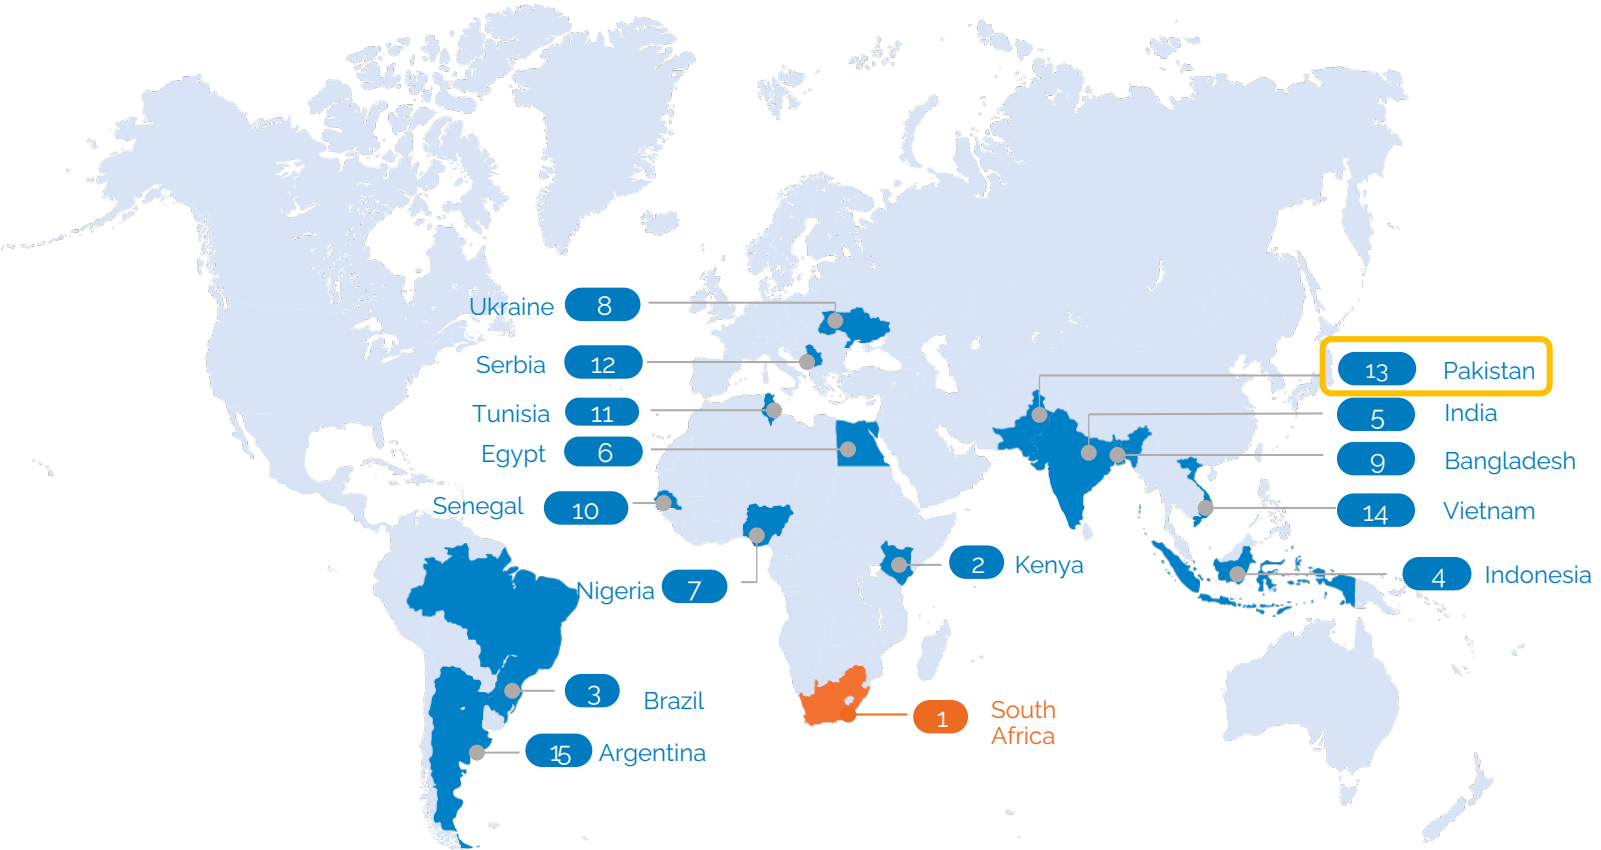 Ukraine 8
Serbia 12
Tunisia 11
Egypt 6
Senegal 10
Nigeria 7
3 Brazil
15 Argentina
2 Kenya
1 South
Africa
13 Pakistan
5 India
9 Bangladesh
14 Vietnam
4 Indonesia